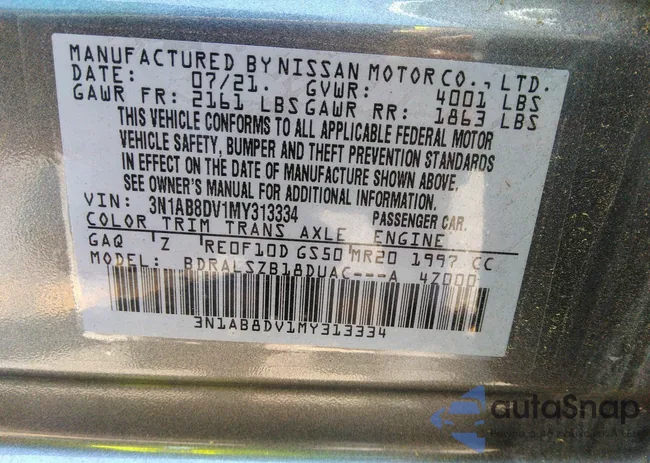 MANUFACTURED BY NISSAN MOTOR CO., LTD.
DATE: 07/21. GVWR: 4001 LBS
GAWR FR: 2161 LBS GAWR RR: 1863 LBS
THIS VEHICLE CONFORMS TO ALL APPLICABLE FEDERAL MOTOR
VEHICLE SAFETY, BUMPER AND THEFT PREVENTION STANDARDS
IN EFFECT ON THE DATE OF MANUFACTURE SHOWN ABOVE.
SEE OWNER'S MANUAL FOR ADDITIONAL INFORMATION.
VIN: 3N1AB8DV1MY313334 PASSENGER CAR.
COLOR TRIM TRANS AXLE ENGINE
GAQ Z RE0F10D GS50 MR20 1997 CC
MODEL: BDRALSZB18DUAC---A 47000
3N1AB8DV1MY313334
autoSnap